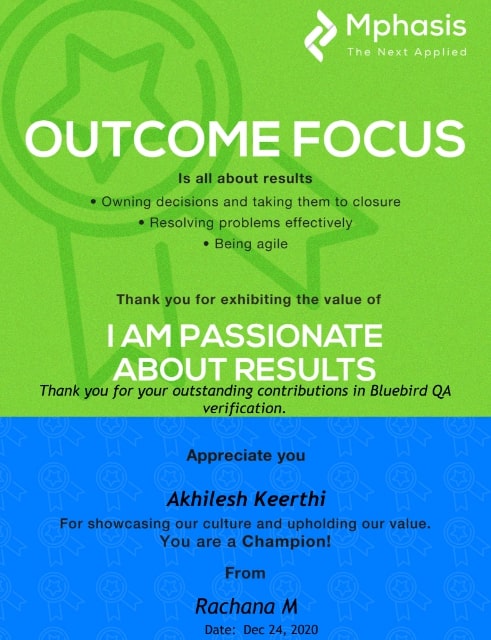 Mphasis
The Next Applied
OUTCOME FOCUS
Is all about results
• Owning decisions and taking them to closure
• Resolving problems effectively
• Being agile
Thank you for exhibiting the value of
I AM PASSIONATE
ABOUT RESULTS
Thank you for your outstanding contributions in Bluebird QA
verification.
Appreciate you
Akhilesh Keerthi
For showcasing our culture and upholding our value.
You are a Champion!
From
Rachana M
Date: Dec 24, 2020